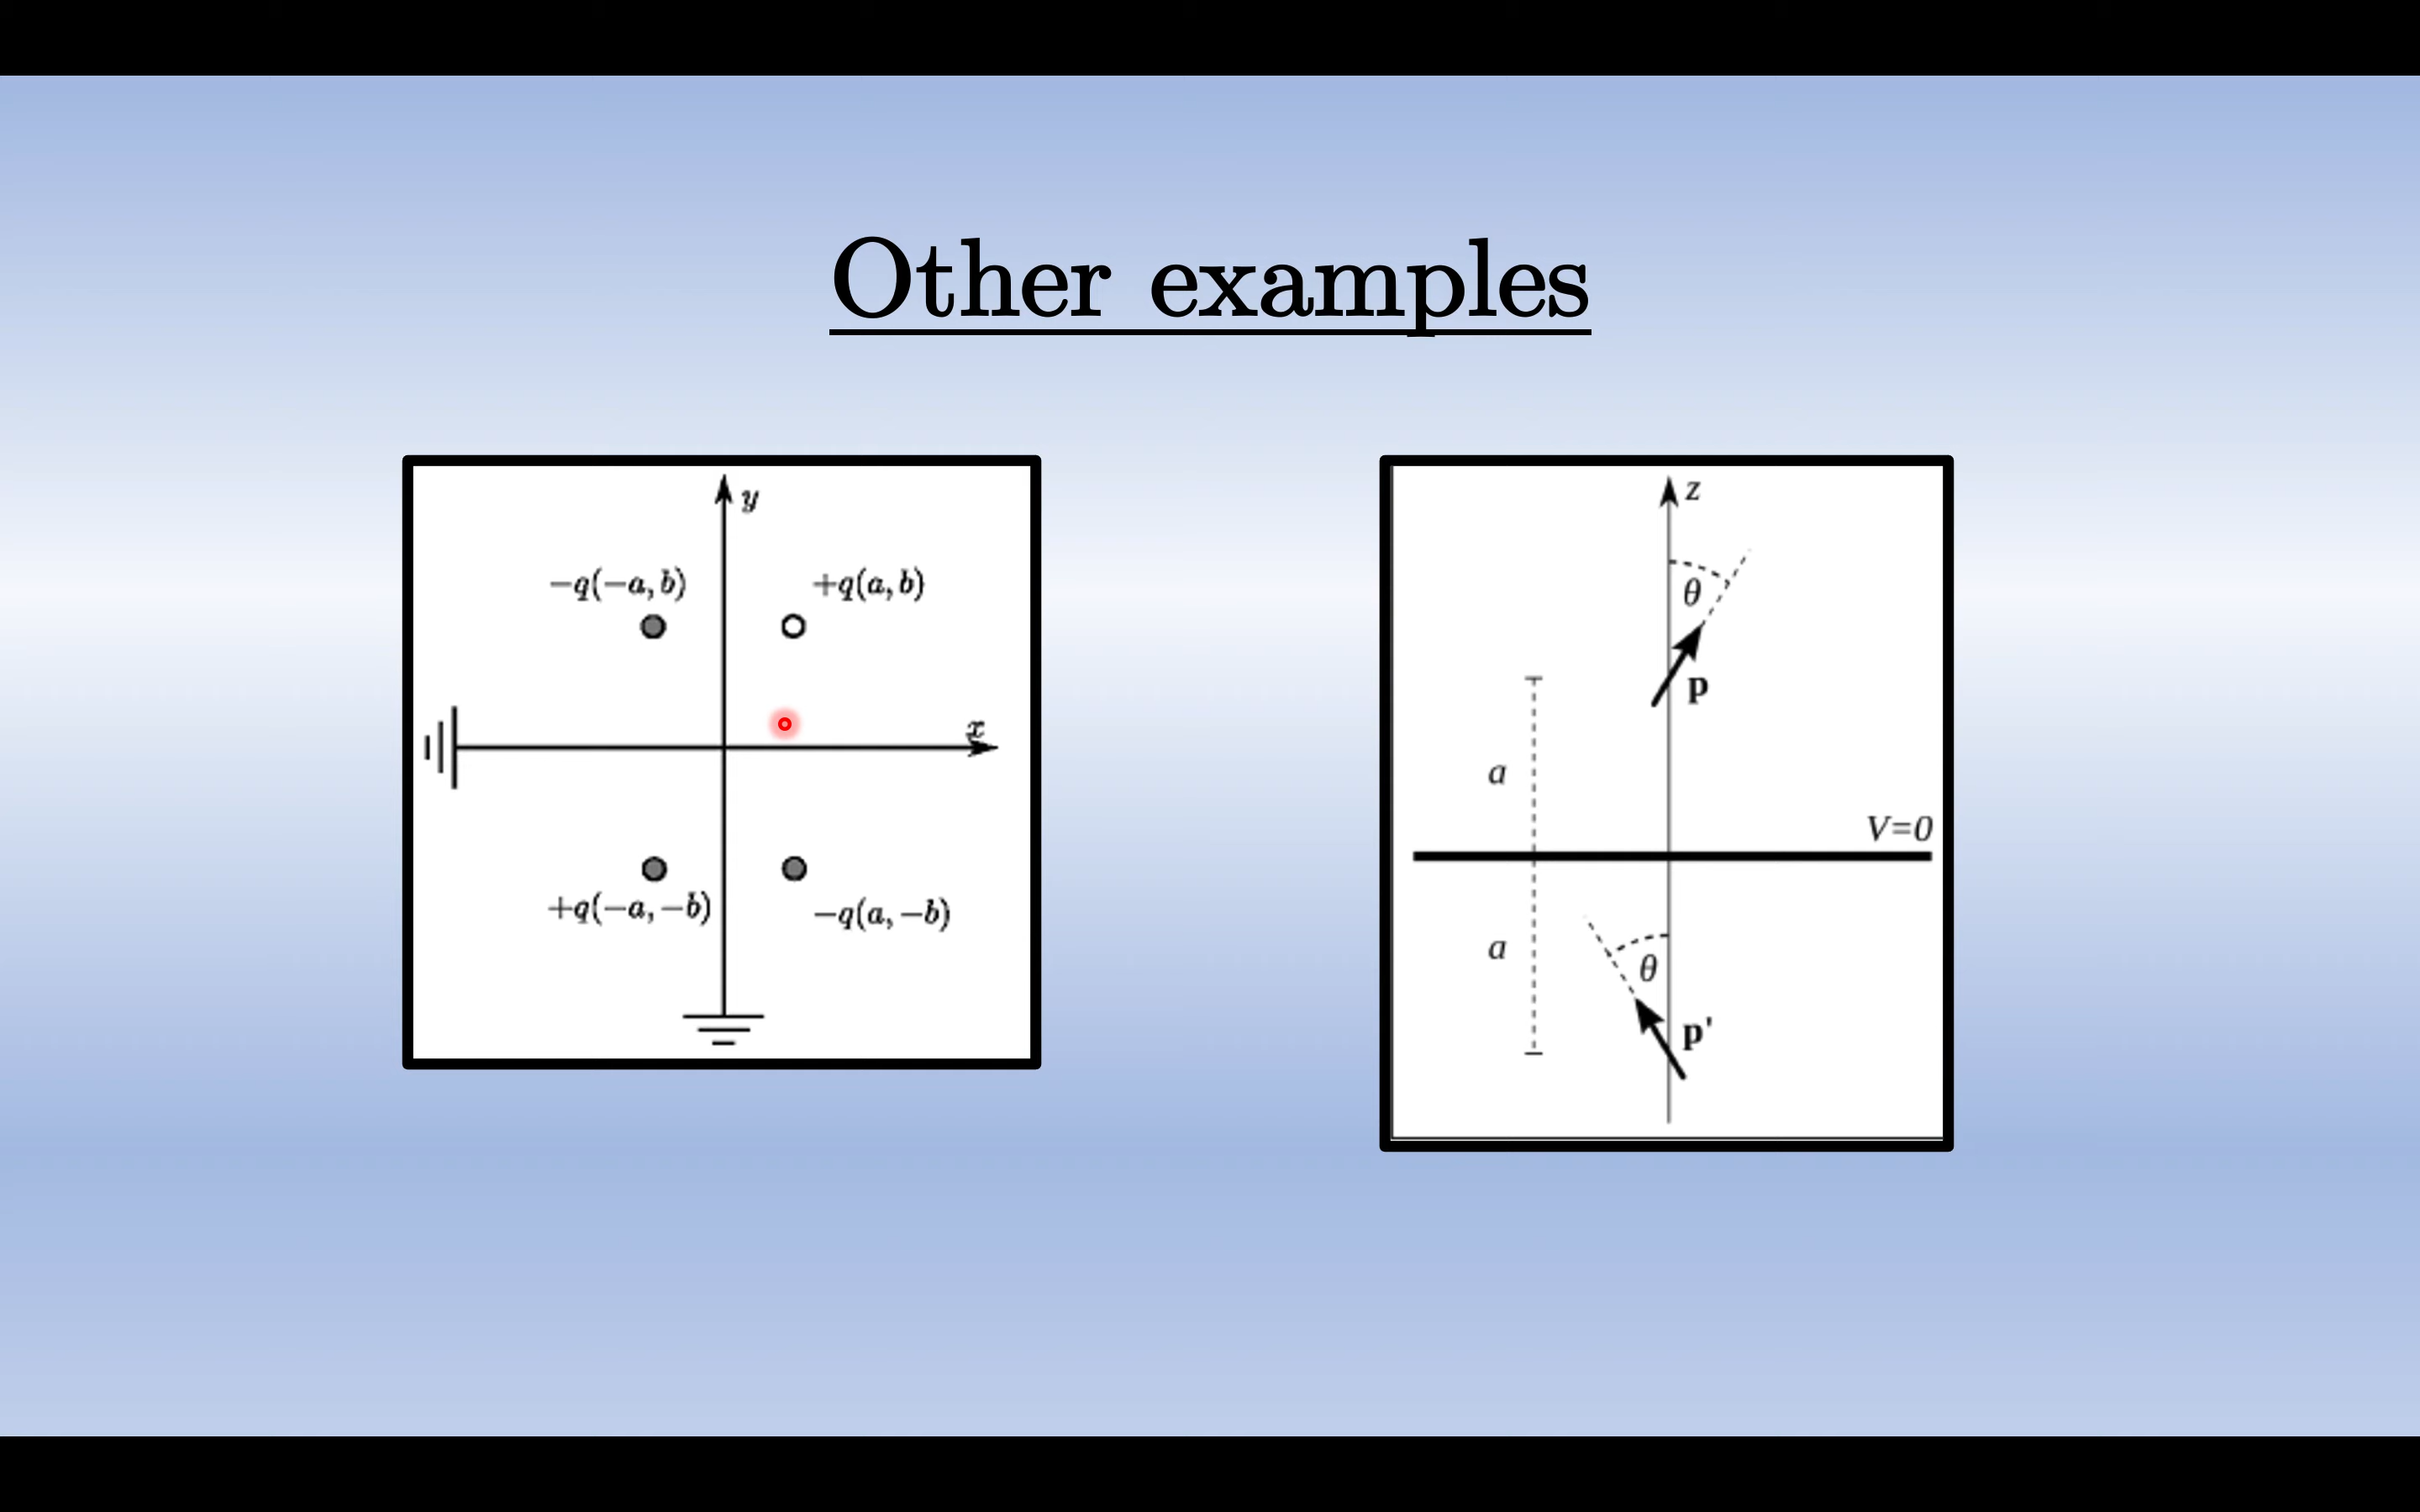 Other examples
y
−q(−a, b)
+q(a, b)
x
+q(−a, −b)
−q(a, −b)
z
θ
p
a
V=0
a
θ
p'